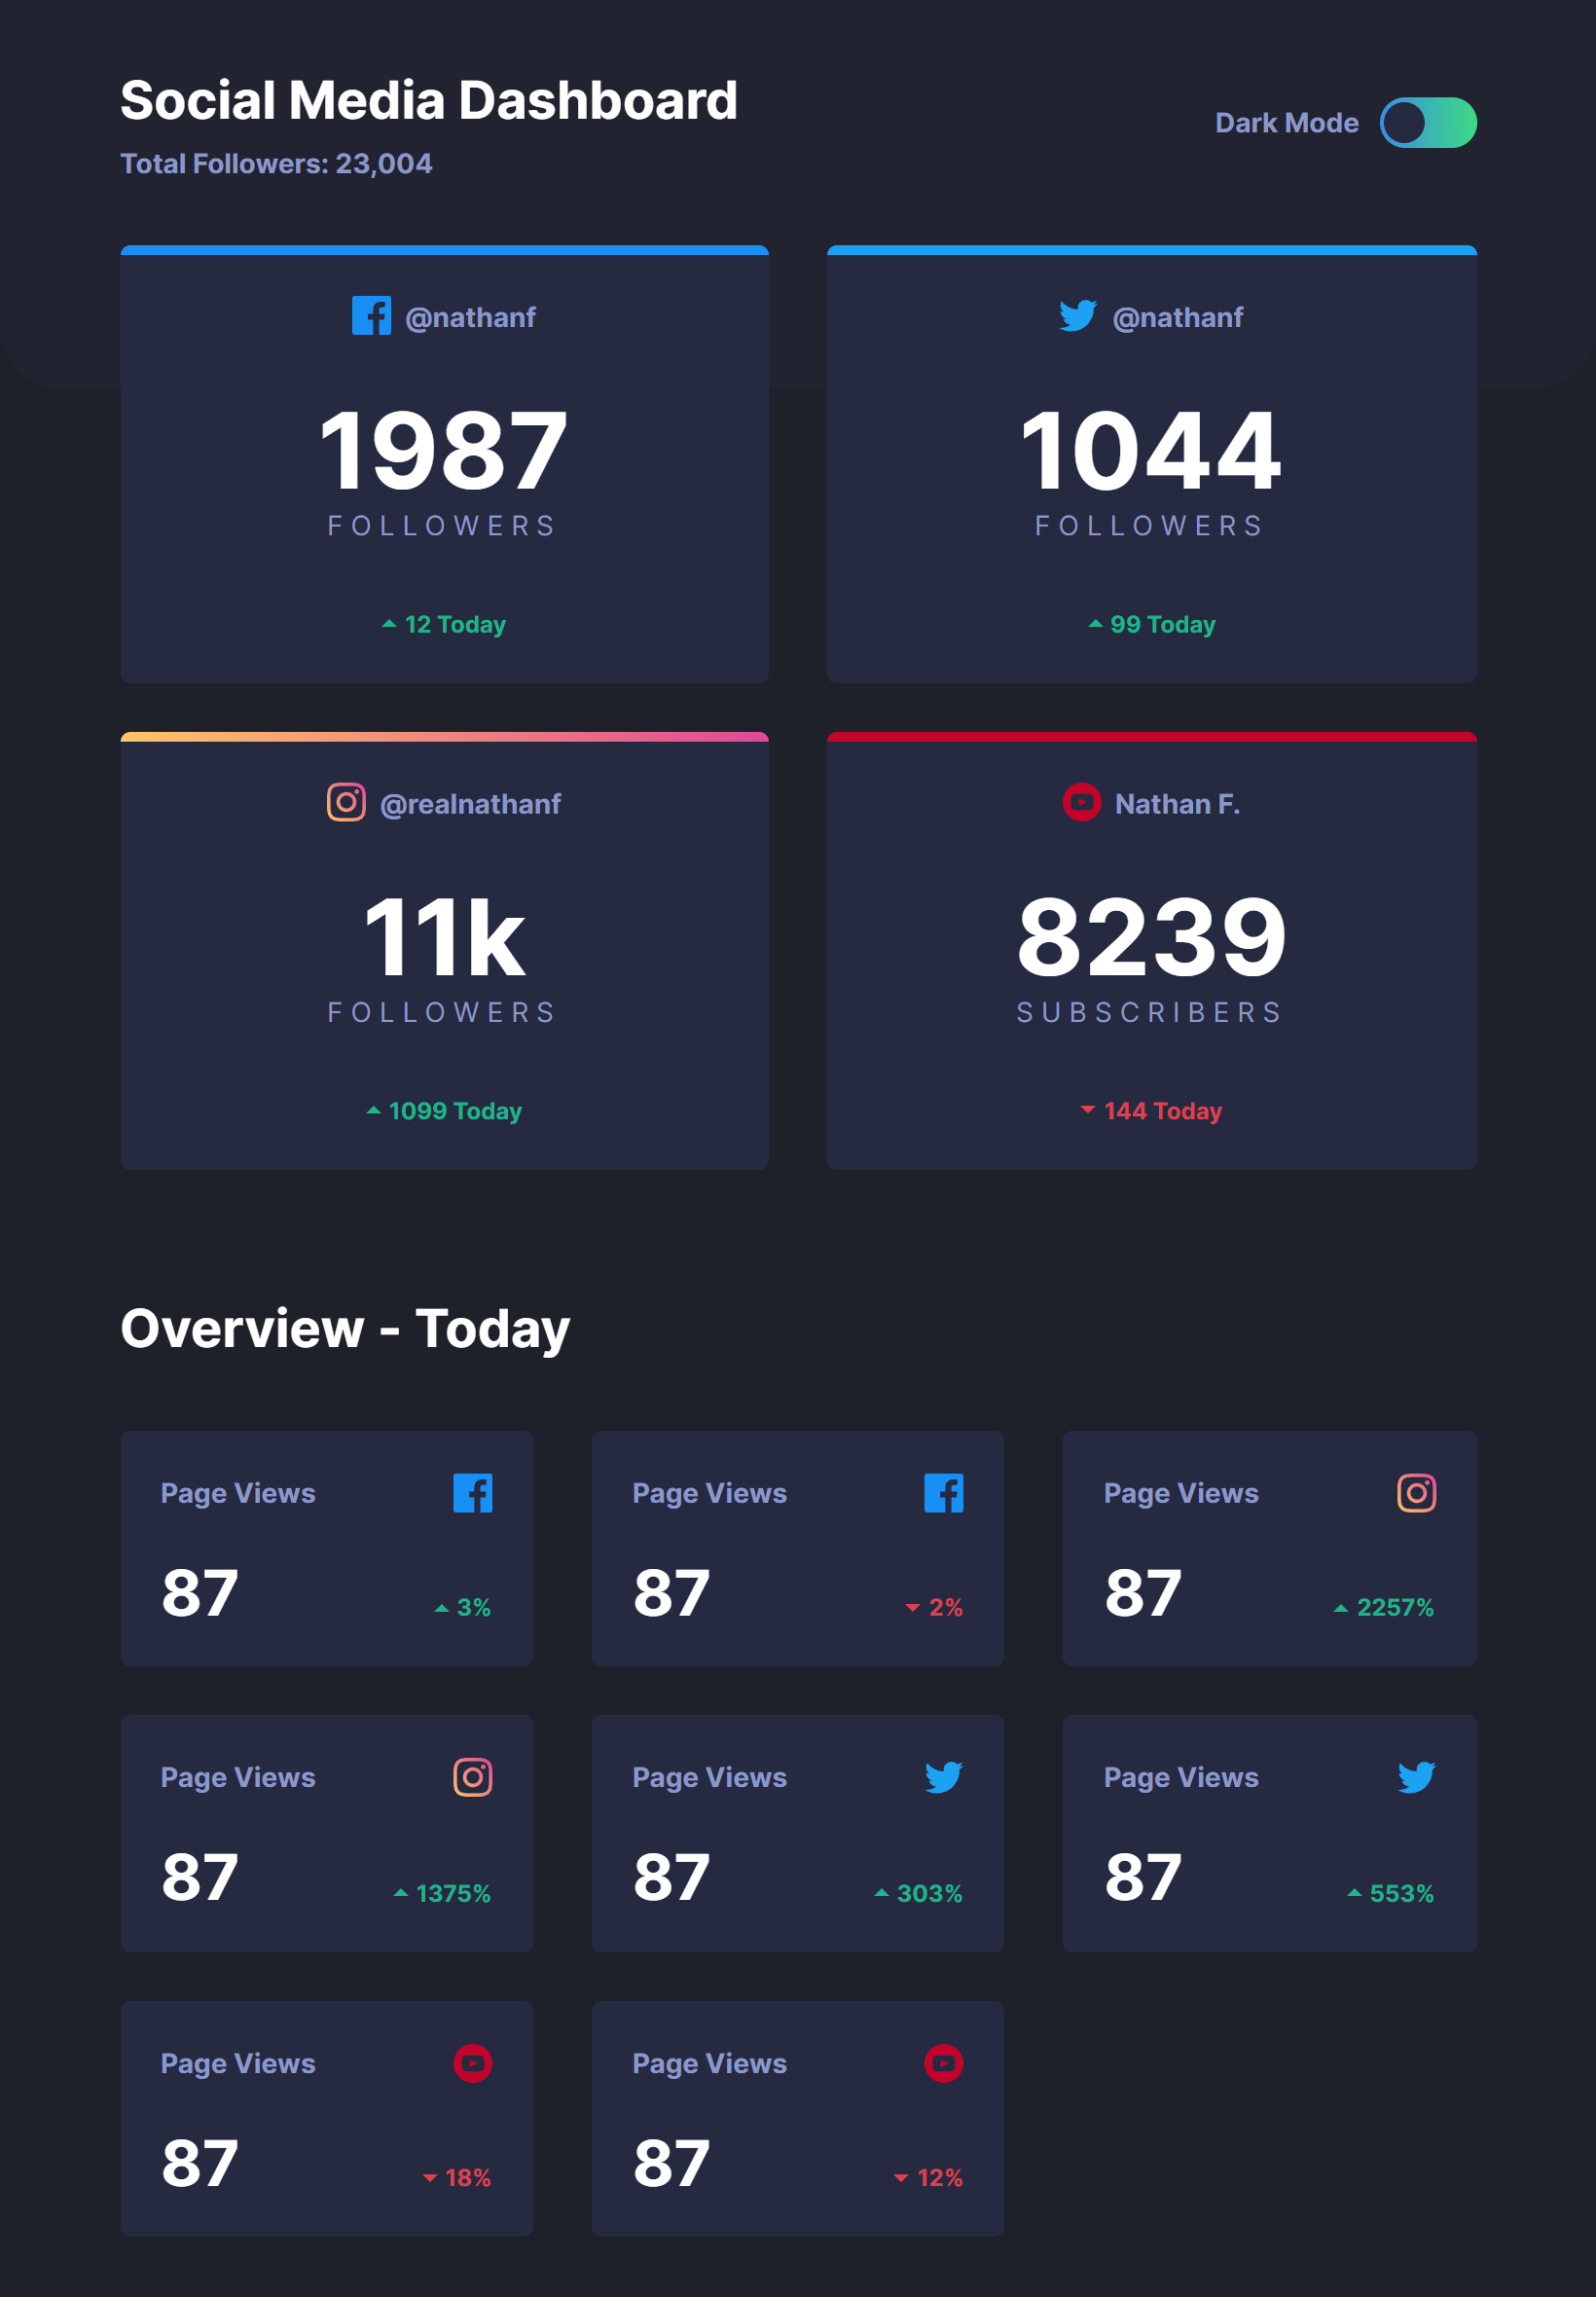 Social Media Dashboard
Total Followers: 23,004
Dark Mode
@nathanf
1987
FOLLOWERS
12 Today
@nathanf
1044
FOLLOWERS
99 Today
@realnathanf
11k
FOLLOWERS
1099 Today
Nathan F.
8239
SUBSCRIBERS
144 Today
Overview - Today
Page Views
87
3%
Page Views
87
2%
Page Views
87
2257%
Page Views
87
1375%
Page Views
87
303%
Page Views
87
553%
Page Views
87
18%
Page Views
87
12%